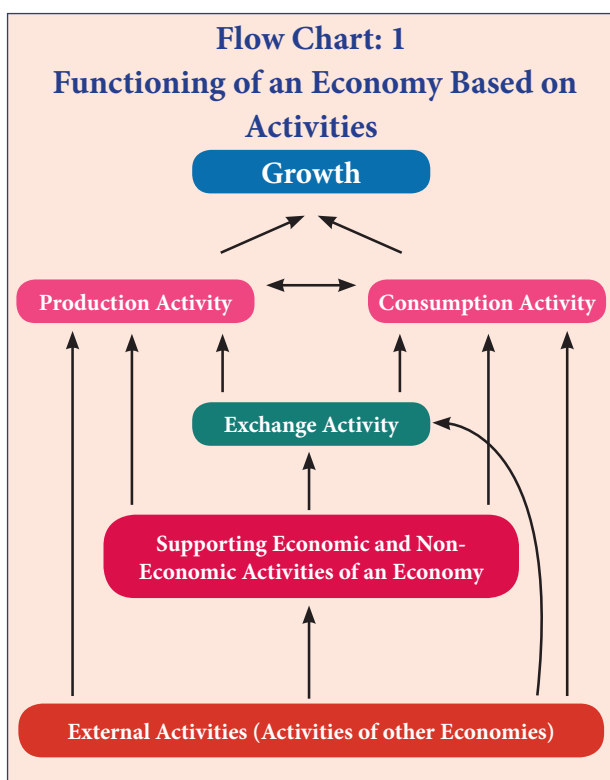 Flow Chart: 1
Functioning of an Economy Based on
Activities
Growth
Production Activity
Consumption Activity
Exchange Activity
Supporting Economic and Non-
Economic Activities of an Economy
External Activities (Activities of other Economies)